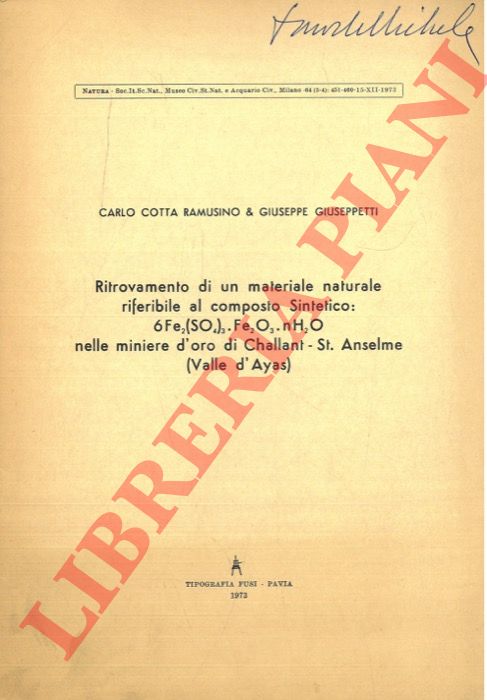 NATURA - Soc.It.Sc.Nat., Museo Civ.St.Nat. e Acquario Civ., Milano - 64 (3-4): 451-460 - 15-XII-1973
CARLO COTTA RAMUSINO & GIUSEPPE GIUSEPPETTI
Ritrovamento di un materiale naturale
riferibile al composto Sintetico:
6Fe₂(SO₄)₃.Fe₂O₃.nH₂O
nelle miniere d'oro di Challant - St. Anselme
(Valle d'Ayas)
LIBRERIA PIANI
TIPOGRAFIA FUSI - PAVIA
1973